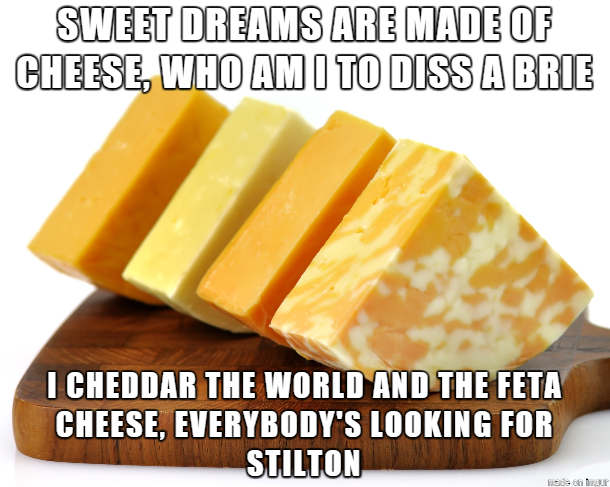 SWEET DREAMS ARE MADE OF
CHEESE, WHO AM I TO DISS A BRIE
I CHEDDAR THE WORLD AND THE FETA
CHEESE, EVERYBODY'S LOOKING FOR
STILTON
made on imgur